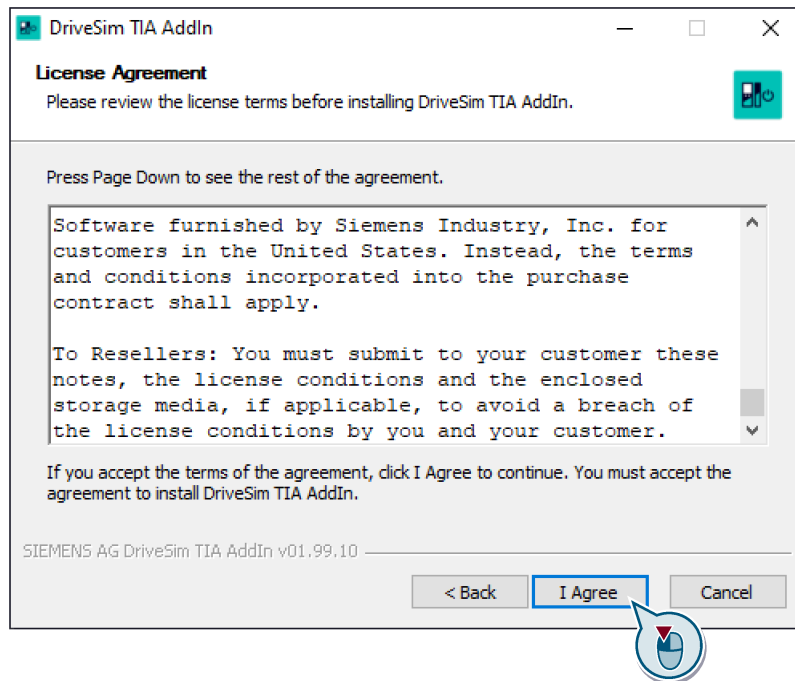 DriveSim TIA AddIn
License Agreement
Please review the license terms before installing DriveSim TIA AddIn.
Press Page Down to see the rest of the agreement.
Software furnished by Siemens Industry, Inc. for
customers in the United States. Instead, the terms
and conditions incorporated into the purchase
contract shall apply.
To Resellers: You must submit to your customer these
notes, the license conditions and the enclosed
storage media, if applicable, to avoid a breach of
the license conditions by you and your customer.
If you accept the terms of the agreement, click I Agree to continue. You must accept the
agreement to install DriveSim TIA AddIn.
SIEMENS AG DriveSim TIA AddIn v01.99.10
< Back I Agree Cancel